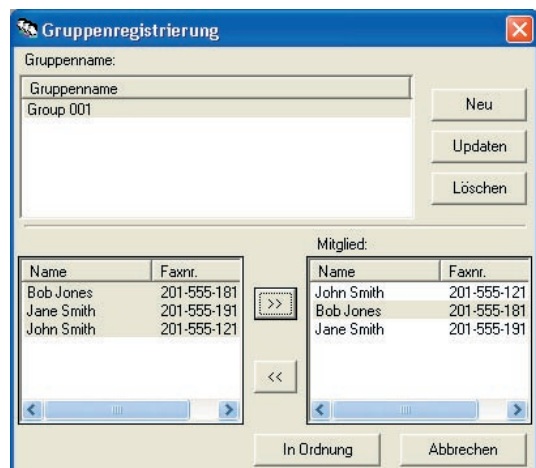 Gruppenregistrierung
Gruppenname:
Gruppenname
Group 001
Neu
Updaten
Löschen
Mitglied:
Name Faxnr.
Bob Jones 201-555-181
Jane Smith 201-555-191
John Smith 201-555-121
>>
<<
Name Faxnr.
John Smith 201-555-121
Bob Jones 201-555-181
Jane Smith 201-555-191
In Ordnung
Abbrechen